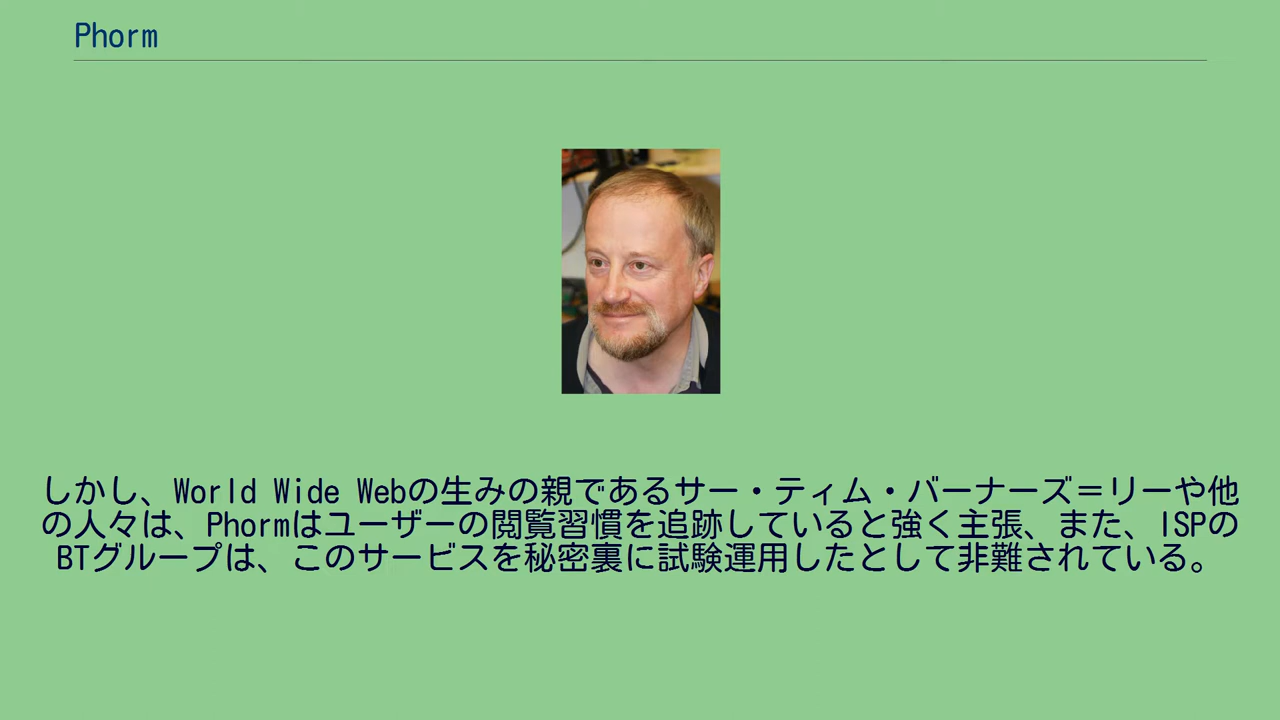 Phorm
しかし、World Wide Webの生みの親であるサー・ティム・バーナーズ＝リーや他
の人々は、Phormはユーザーの閲覧習慣を追跡していると強く主張、また、ISPの
BTグループは、このサービスを秘密裏に試験運用したとして非難されている。